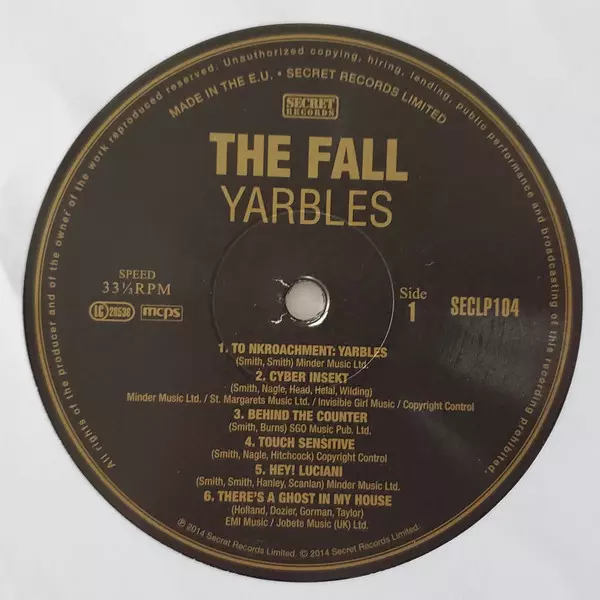 All rights of the producer and of the owner of the work reproduced reserved. Unauthorized copying, hiring, lending, public performance and broadcasting of this recording prohibited.
MADE IN THE E.U. • SECRET RECORDS LIMITED
SECRET
RECORDS
THE FALL
YARBLES
SPEED
33⅓RPM
LC 28538
mcps
Side
1
SECLP104
1. TO NKROACHMENT: YARBLES
(Smith, Smith) Minder Music Ltd.
2. CYBER INSEKT
(Smith, Nagle, Head, Helal, Wilding)
Minder Music Ltd. / St. Margarets Music Ltd. / Invisible Girl Music / Copyright Control
3. BEHIND THE COUNTER
(Smith, Burns) SGO Music Pub. Ltd.
4. TOUCH SENSITIVE
(Smith, Nagle, Hitchcock) Copyright Control
5. HEY! LUCIANI
(Smith, Smith, Hanley, Scanlan) Minder Music Ltd.
6. THERE'S A GHOST IN MY HOUSE
(Holland, Dozier, Gorman, Taylor)
EMI Music / Jobete Music (UK) Ltd.
℗ 2014 Secret Records Limited. © 2014 Secret Records Limited.